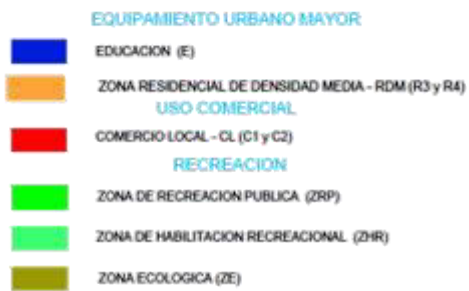 EQUIPAMIENTO URBANO MAYOR
EDUCACION (E)
ZONA RESIDENCIAL DE DENSIDAD MEDIA - RDM (R3 y R4)
USO COMERCIAL
COMERCIO LOCAL - CL (C1 y C2)
RECREACION
ZONA DE RECREACION PUBLICA (ZRP)
ZONA DE HABILITACION RECREACIONAL (ZHR)
ZONA ECOLOGICA (ZE)